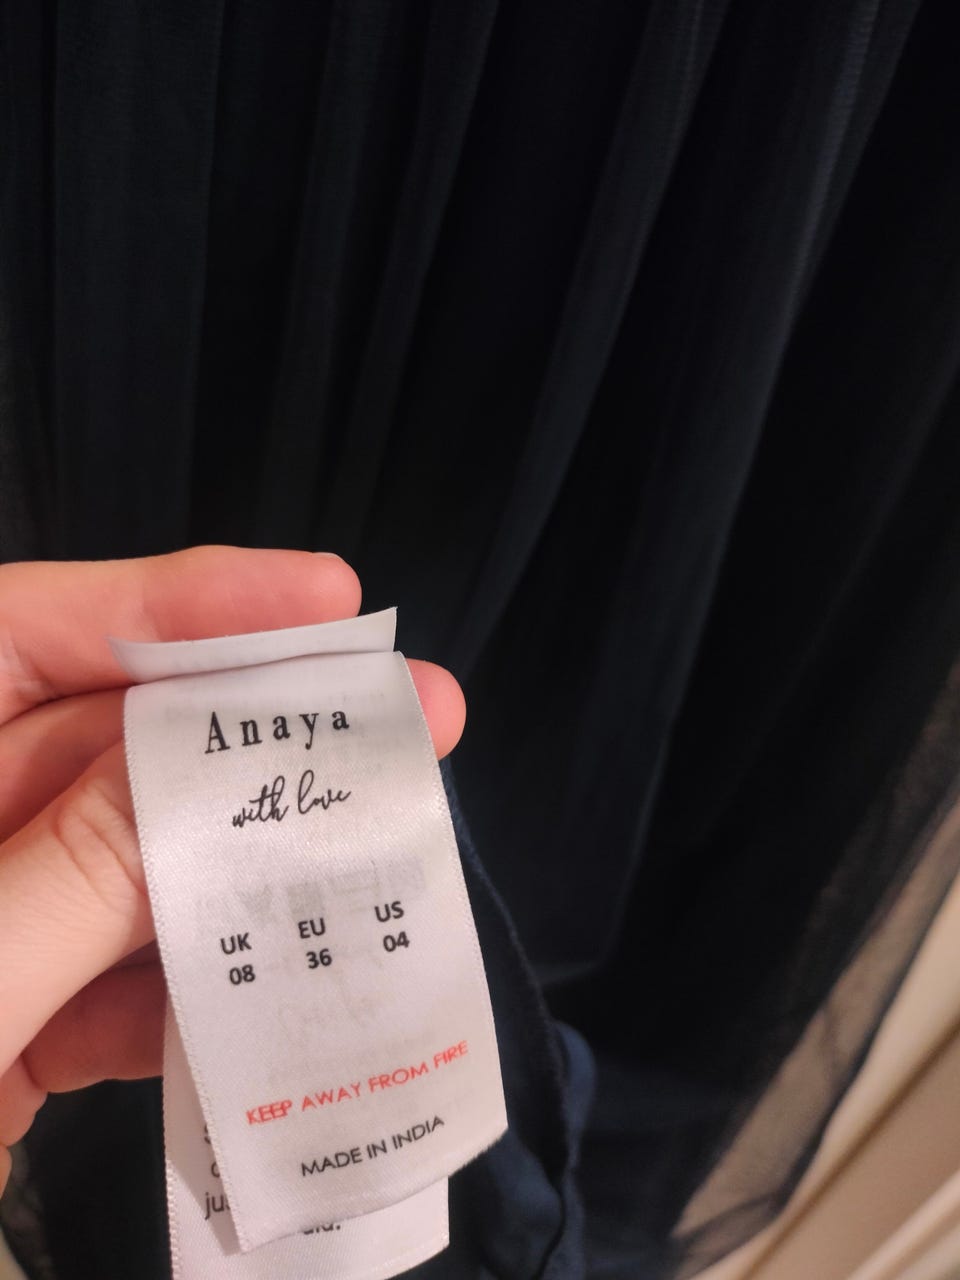 Anaya
with love
UK EU US
08 36 04
KEEP AWAY FROM FIRE
MADE IN INDIA